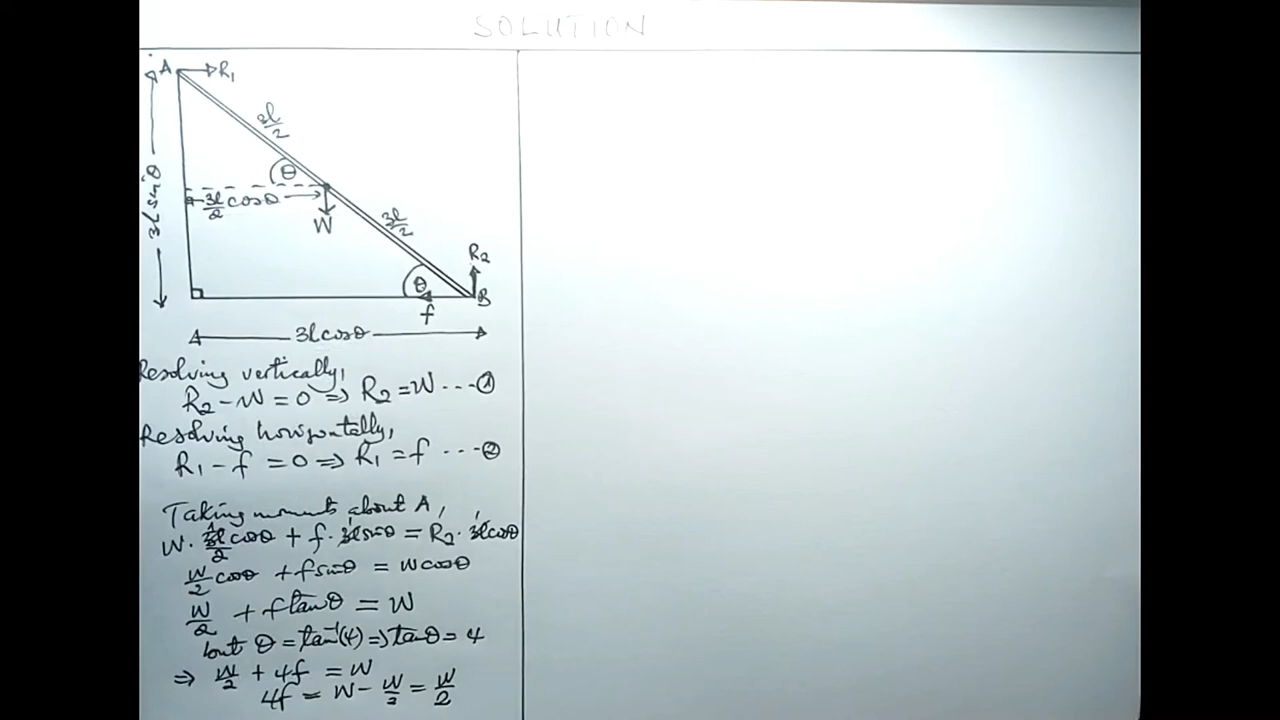 SOLUTION
A R₁
3l/2
θ
3l sinθ
3l/2 cosθ
W
3l/2
R₂
θ
B
f
3l cosθ
Resolving vertically,
R₂ - W = 0 ⇒ R₂ = W ---①
Resolving horizontally,
R₁ - f = 0 ⇒ R₁ = f ---②
Taking moments about A,
W · 3l/2 cosθ + f · 3l sinθ = R₂ · 3l cosθ
W/2 cosθ + f sinθ = W cosθ
W/2 + f tanθ = W
but θ = tan⁻¹(4) ⇒ tanθ = 4
⇒ W/2 + 4f = W
4f = W - W/2 = W/2